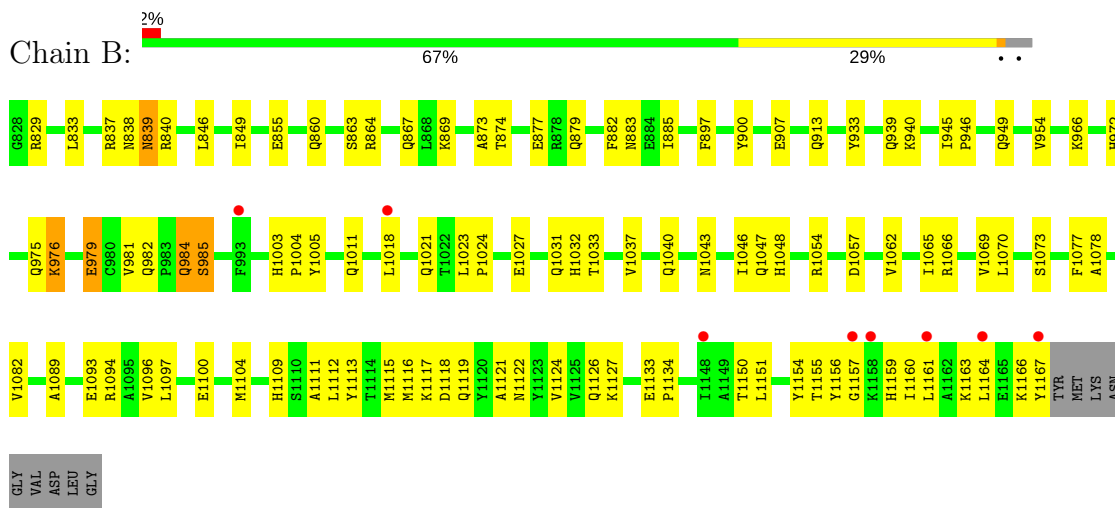 2%
Chain B:
67% 29% • •
G828 R829 L833 R837 N838 N839 R840 L846 I849 E855 Q860 S863 R864 Q867 L868 K869 A873 T874 E877 R878 Q879 F882 N883 E884 I885 F897 Y900 E907 Q913 Y933 Q939 K940 I945 P946 Q949 V954 K966 H972
Q975 K976 E979 C980 V981 Q982 P983 Q984 S985 F993 H1003 P1004 Y1005 Q1011 L1018 Q1021 T1022 L1023 P1024 E1027 Q1031 H1032 T1033 V1037 Q1040 N1043 I1046 Q1047 H1048 R1054 D1057 V1062 I1065 R1066 V1069 L1070 S1073 F1077 A1078
V1082 A1089 E1093 R1094 A1095 V1096 L1097 E1100 M1104 H1109 S1110 A1111 L1112 Y1113 T1114 M1115 M1116 K1117 D1118 Q1119 Y1120 A1121 N1122 Y1123 V1124 V1125 Q1126 K1127 E1133 P1134 I1148 A1149 T1150 L1151 Y1154 T1155 Y1156 G1157 K1158 H1159 I1160 L1161 A1162 K1163 L1164 E1165 K1166 Y1167 TYR MET LYS ASN
GLY VAL ASP LEU GLY